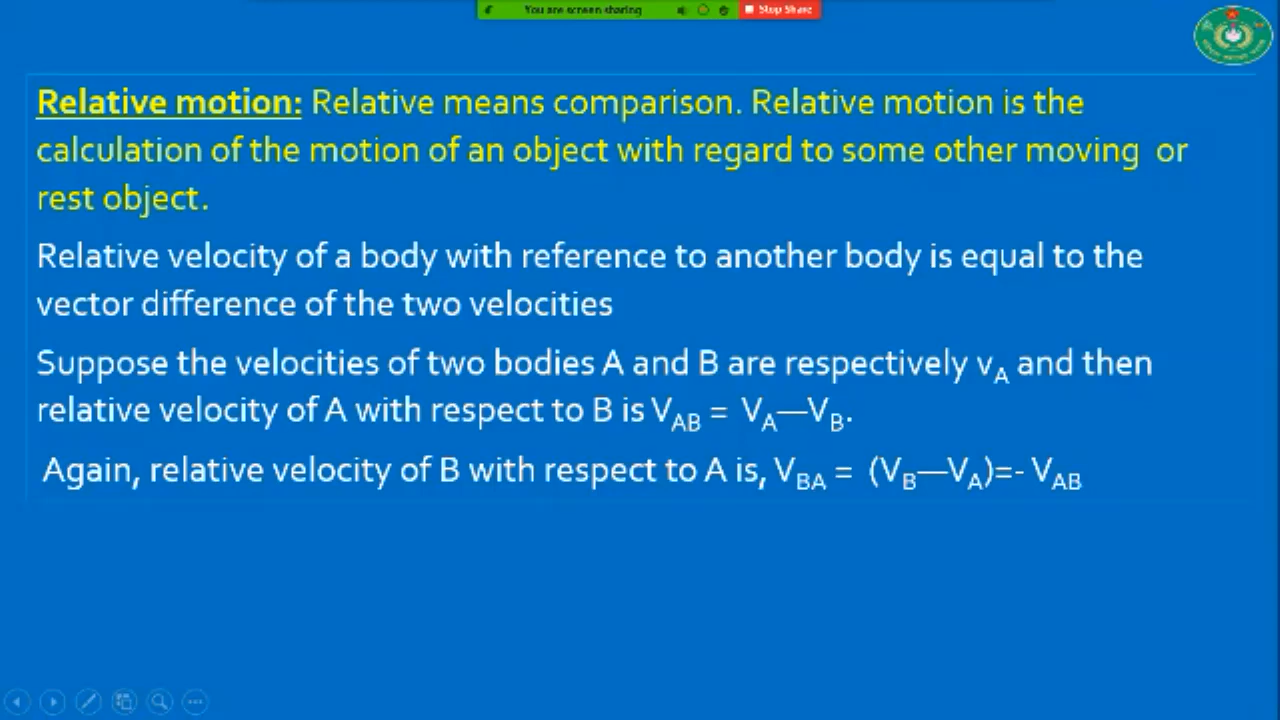 You are screen sharing Stop Share
Relative motion: Relative means comparison. Relative motion is the
calculation of the motion of an object with regard to some other moving or
rest object.
Relative velocity of a body with reference to another body is equal to the
vector difference of the two velocities
Suppose the velocities of two bodies A and B are respectively vA and then
relative velocity of A with respect to B is VAB = VA—VB.
Again, relative velocity of B with respect to A is, VBA = (VB—VA)=- VAB